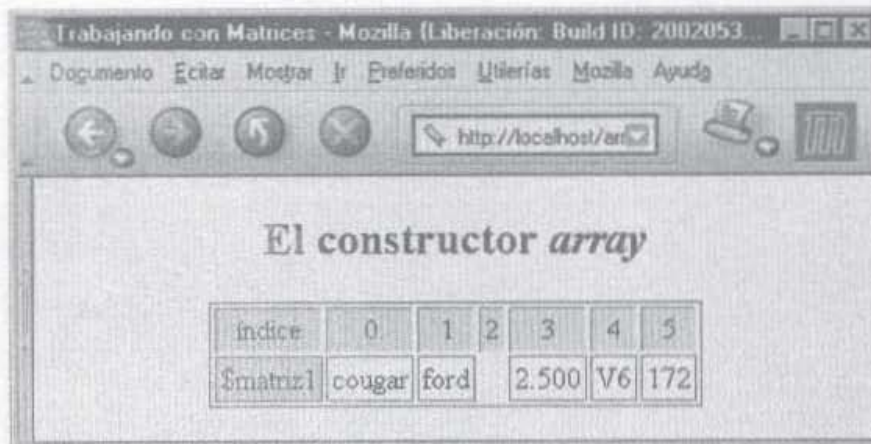 Trabajando con Matrices - Mozilla {Liberación: Build ID: 2002053...
Documento Ecitar Mostrar Ir Preferidos Utilerías Mozilla Ayuda
http://localhost/arr
El constructor array
índice 0 1 2 3 4 5
$matriz1 cougar ford 2.500 V6 172